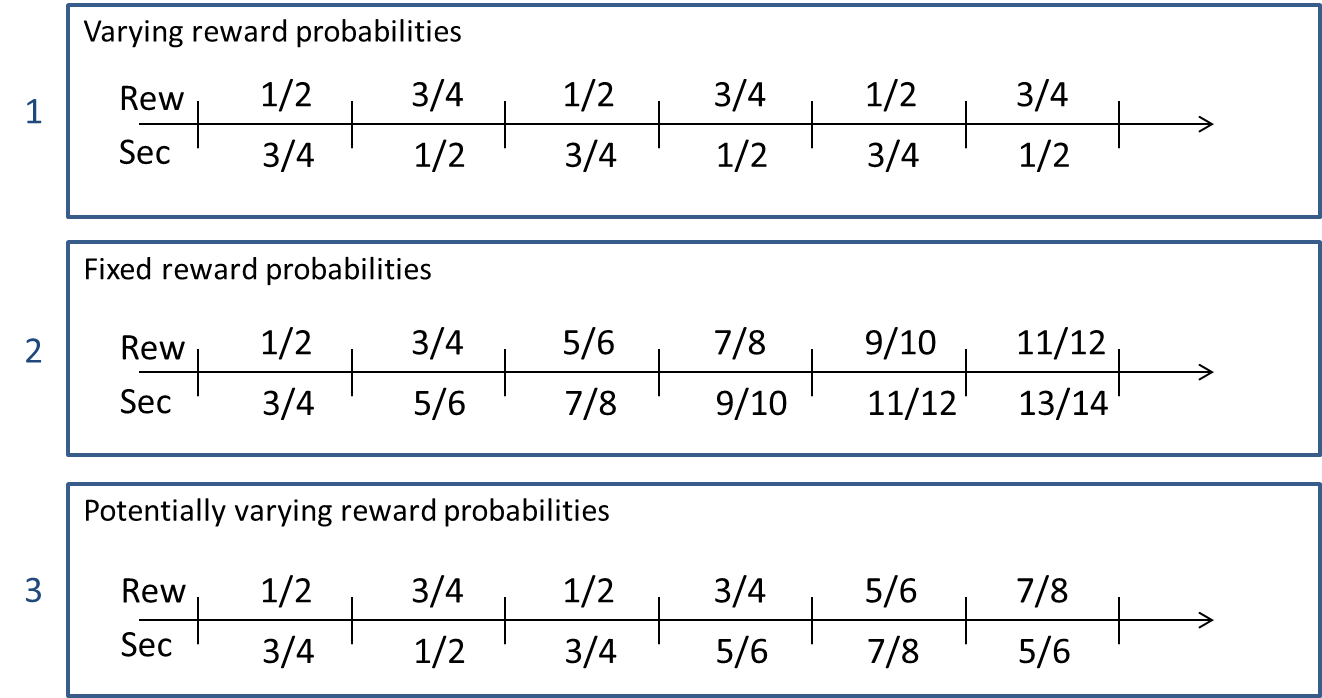 Varying reward probabilities
1
Rew 1/2 3/4 1/2 3/4 1/2 3/4
Sec 3/4 1/2 3/4 1/2 3/4 1/2
Fixed reward probabilities
2
Rew 1/2 3/4 5/6 7/8 9/10 11/12
Sec 3/4 5/6 7/8 9/10 11/12 13/14
Potentially varying reward probabilities
3
Rew 1/2 3/4 1/2 3/4 5/6 7/8
Sec 3/4 1/2 3/4 5/6 7/8 5/6